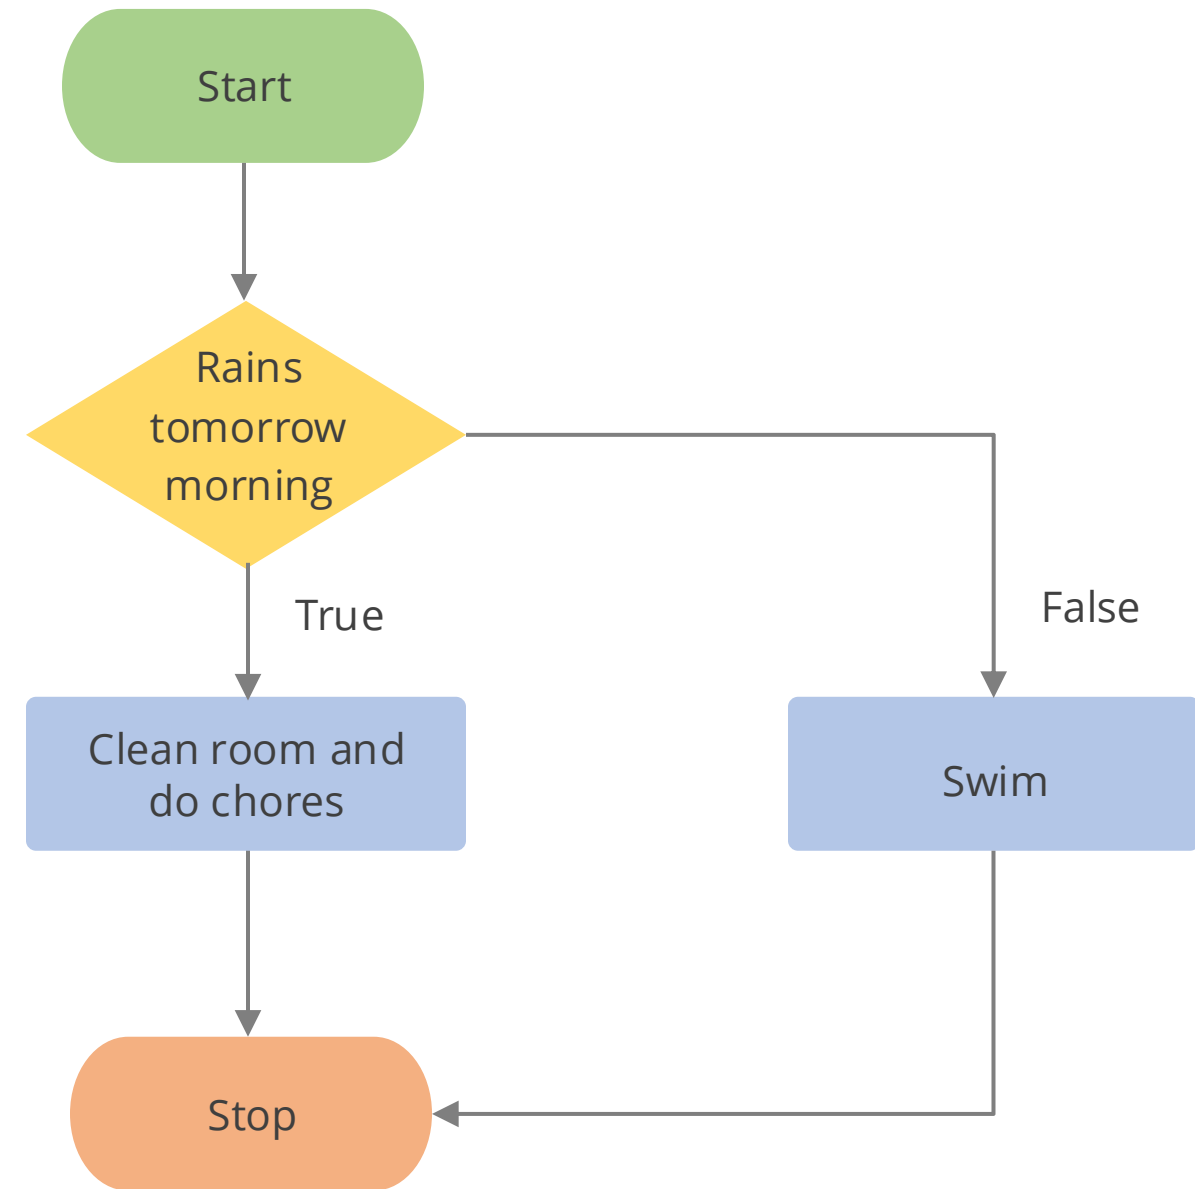 Start
Rains
tomorrow
morning
True
False
Clean room and
do chores
Swim
Stop